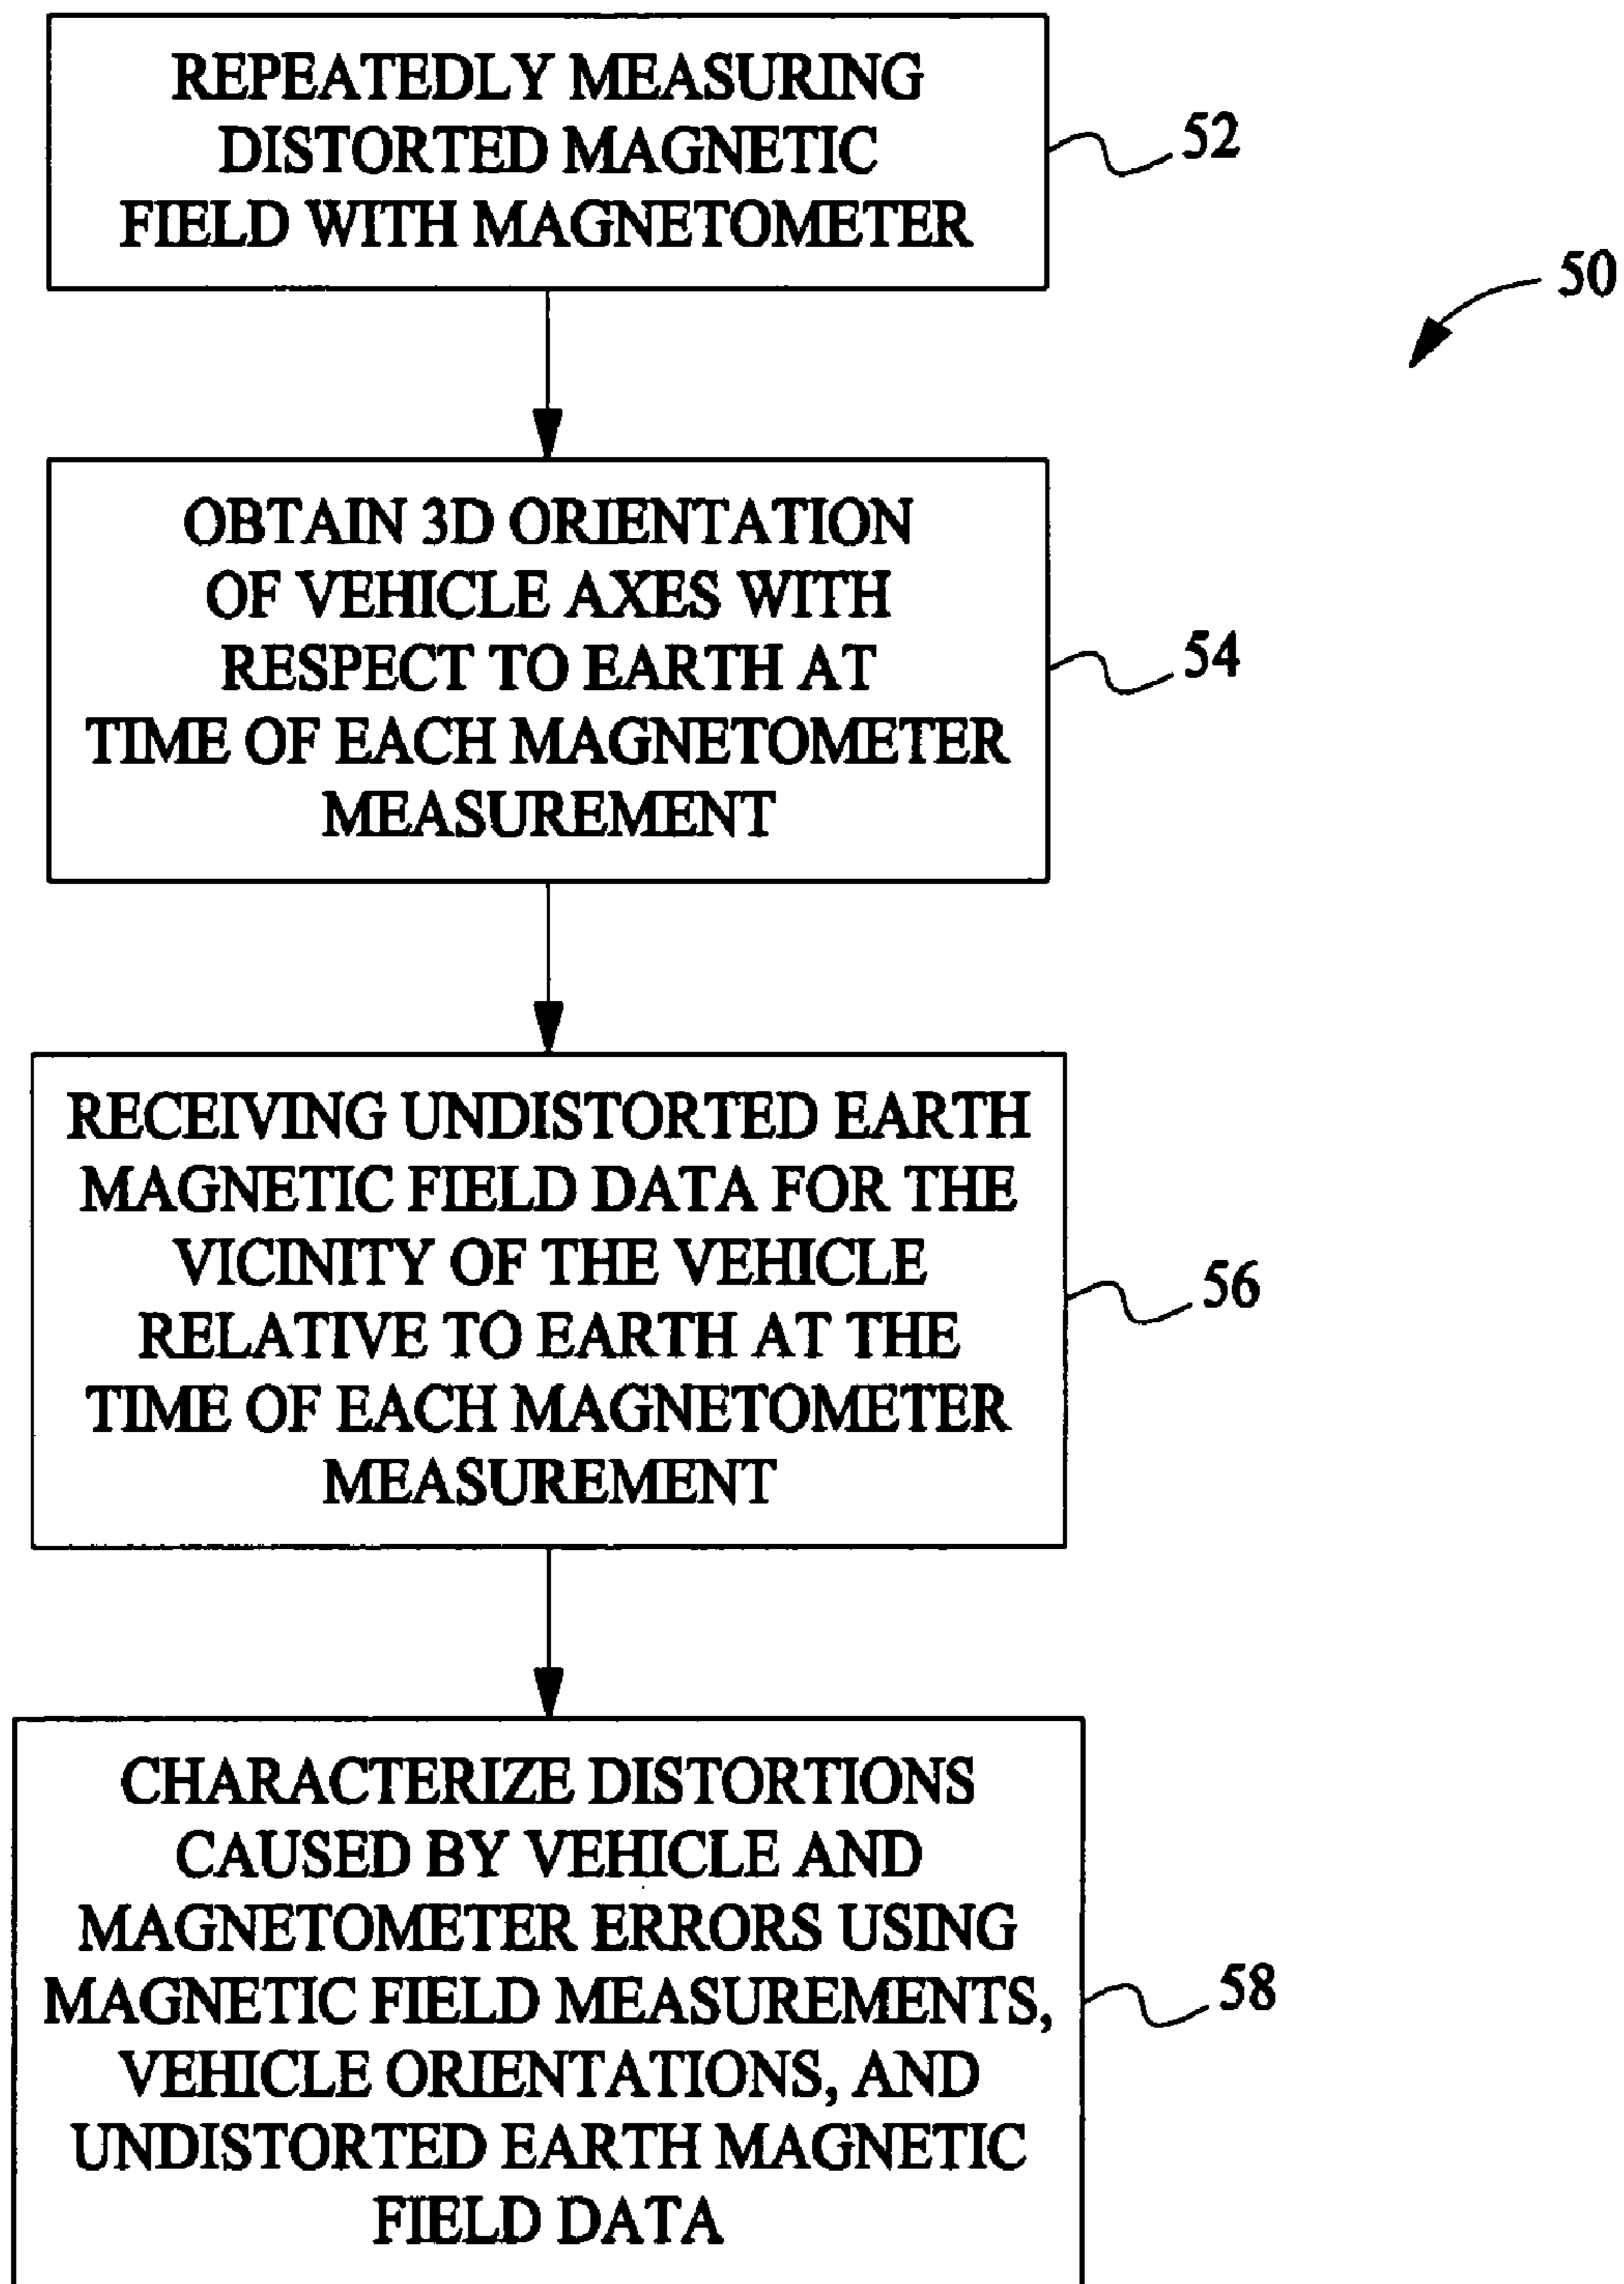 REPEATEDLY MEASURING
DISTORTED MAGNETIC
FIELD WITH MAGNETOMETER
52
50
OBTAIN 3D ORIENTATION
OF VEHICLE AXES WITH
RESPECT TO EARTH AT
TIME OF EACH MAGNETOMETER
MEASUREMENT
54
RECEIVING UNDISTORTED EARTH
MAGNETIC FIELD DATA FOR THE
VICINITY OF THE VEHICLE
RELATIVE TO EARTH AT THE
TIME OF EACH MAGNETOMETER
MEASUREMENT
56
CHARACTERIZE DISTORTIONS
CAUSED BY VEHICLE AND
MAGNETOMETER ERRORS USING
MAGNETIC FIELD MEASUREMENTS,
VEHICLE ORIENTATIONS, AND
UNDISTORTED EARTH MAGNETIC
FIELD DATA
58